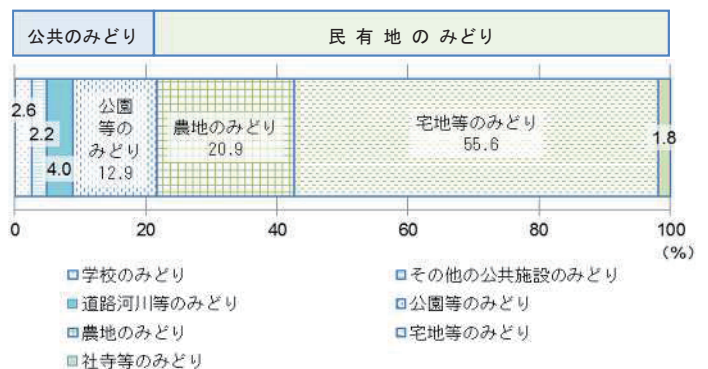 公共のみどり
民有地のみどり
2.6
2.2
4.0
公園
等の
みどり
12.9
農地のみどり
20.9
宅地等のみどり
55.6
1.8
0 20 40 60 80 100
(%)
学校のみどり その他の公共施設のみどり
道路河川等のみどり 公園等のみどり
農地のみどり 宅地等のみどり
社寺等のみどり